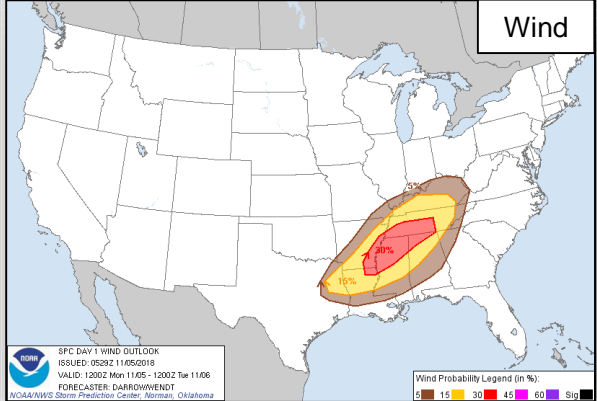 Wind
5%
30%
15%
NOAA
SPC DAY 1 WIND OUTLOOK
ISSUED: 0529Z 11/05/2018
VALID: 1200Z Mon 11/05 - 1200Z Tue 11/06
FORECASTER: DARROW/WENDT
NOAA/NWS Storm Prediction Center, Norman, Oklahoma
Wind Probability Legend (in %):
5 15 30 45 60 Sig